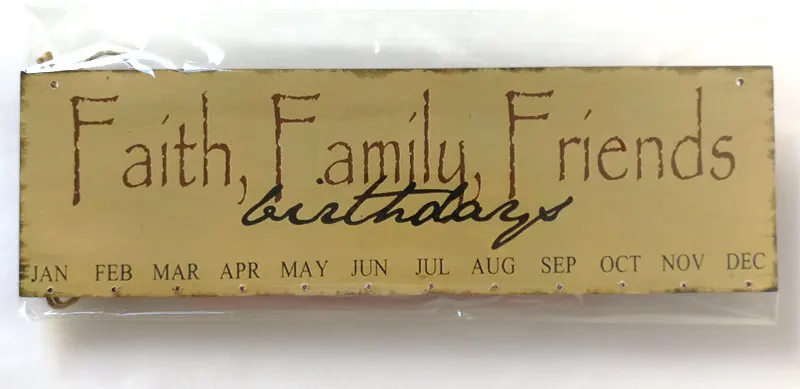 Faith, Family, Friends
birthdays
JAN FEB MAR APR MAY JUN JUL AUG SEP OCT NOV DEC